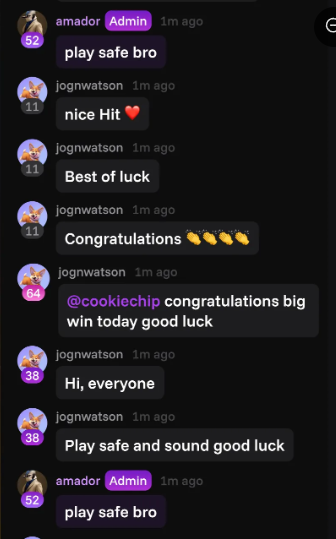 amador Admin 1m ago
52
play safe bro
jognwatson 1m ago
11
nice Hit ❤️
jognwatson 1m ago
11
Best of luck
jognwatson 1m ago
11
Congratulations 👏👏👏👏
jognwatson 1m ago
64
@cookiechip congratulations big
win today good luck
jognwatson 1m ago
38
Hi, everyone
jognwatson 1m ago
38
Play safe and sound good luck
amador Admin 1m ago
52
play safe bro